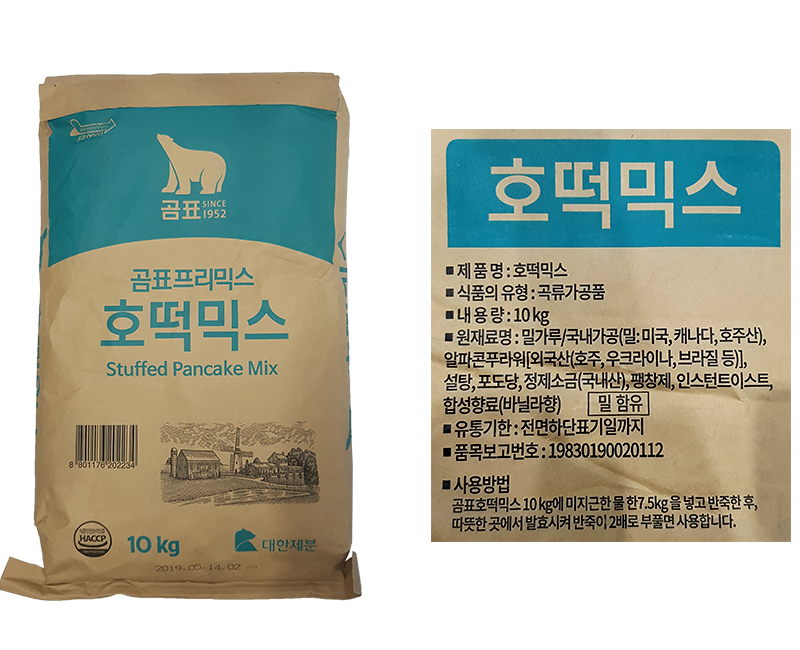 곰표 SINCE 1952
곰표프리믹스
호떡믹스
Stuffed Pancake Mix
8 801176 202234
HACCP
10 kg
대한제분
2019.05.14.02
호떡믹스
■ 제 품 명 : 호떡믹스
■ 식품의 유형 : 곡류가공품
■ 내 용 량 : 10 kg
■ 원재료명 : 밀가루/국내가공(밀: 미국, 캐나다, 호주산),
알파콘푸라워[외국산(호주, 우크라이나, 브라질 등)],
설탕, 포도당, 정제소금(국내산), 팽창제, 인스턴트이스트,
합성향료(바닐라향) 밀 함유
■ 유통기한 : 전면하단표기일까지
■ 품목보고번호 : 19830190020112
■ 사용방법
곰표호떡믹스 10 kg에 미지근한 물 한7.5kg 을 넣고 반죽한 후,
따뜻한 곳에서 발효시켜 반죽이 2배로 부풀면 사용합니다.